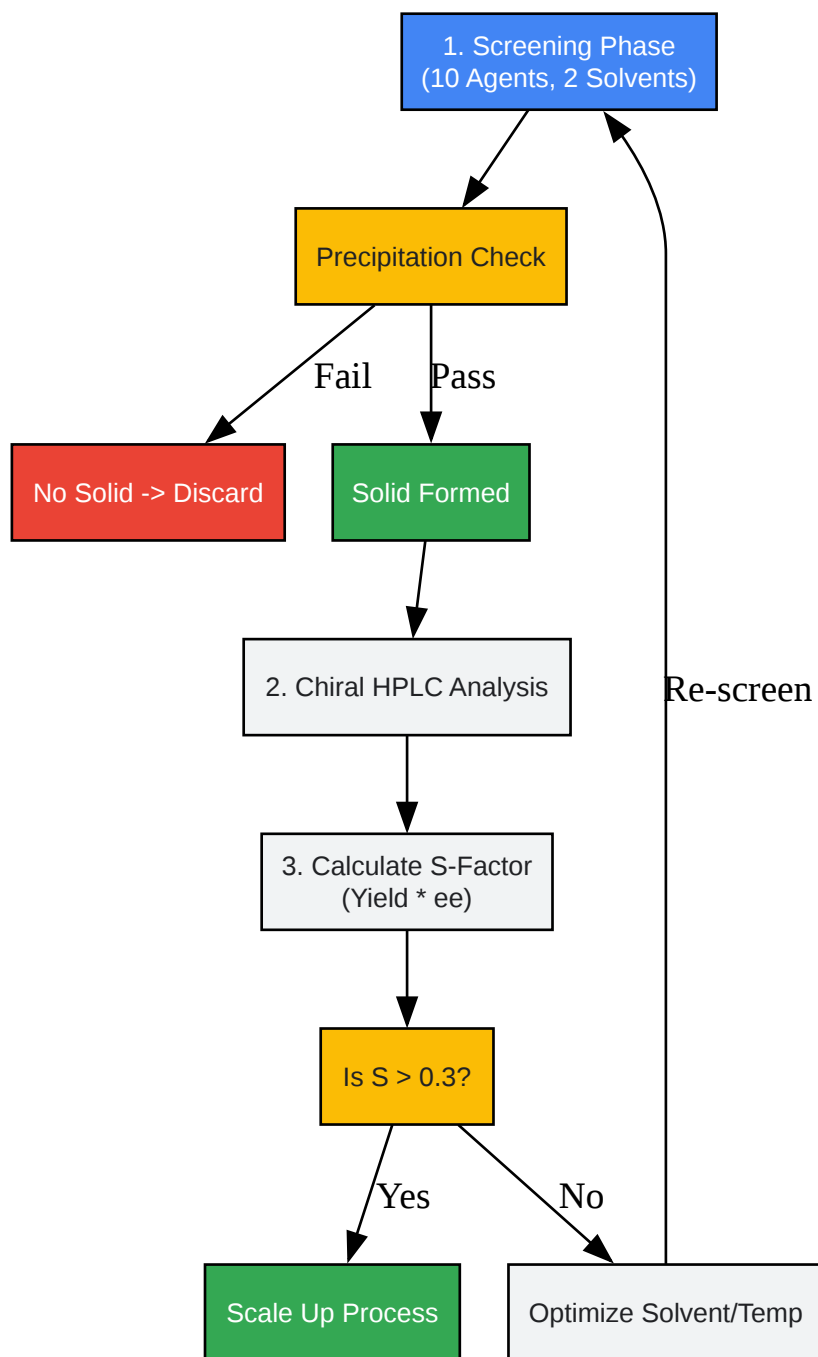 1. Screening Phase
(10 Agents, 2 Solvents)
Precipitation Check
Fail
Pass
No Solid -> Discard
Solid Formed
2. Chiral HPLC Analysis
Re-screen
3. Calculate S-Factor
(Yield * ee)
Is S > 0.3?
Yes
No
Scale Up Process
Optimize Solvent/Temp